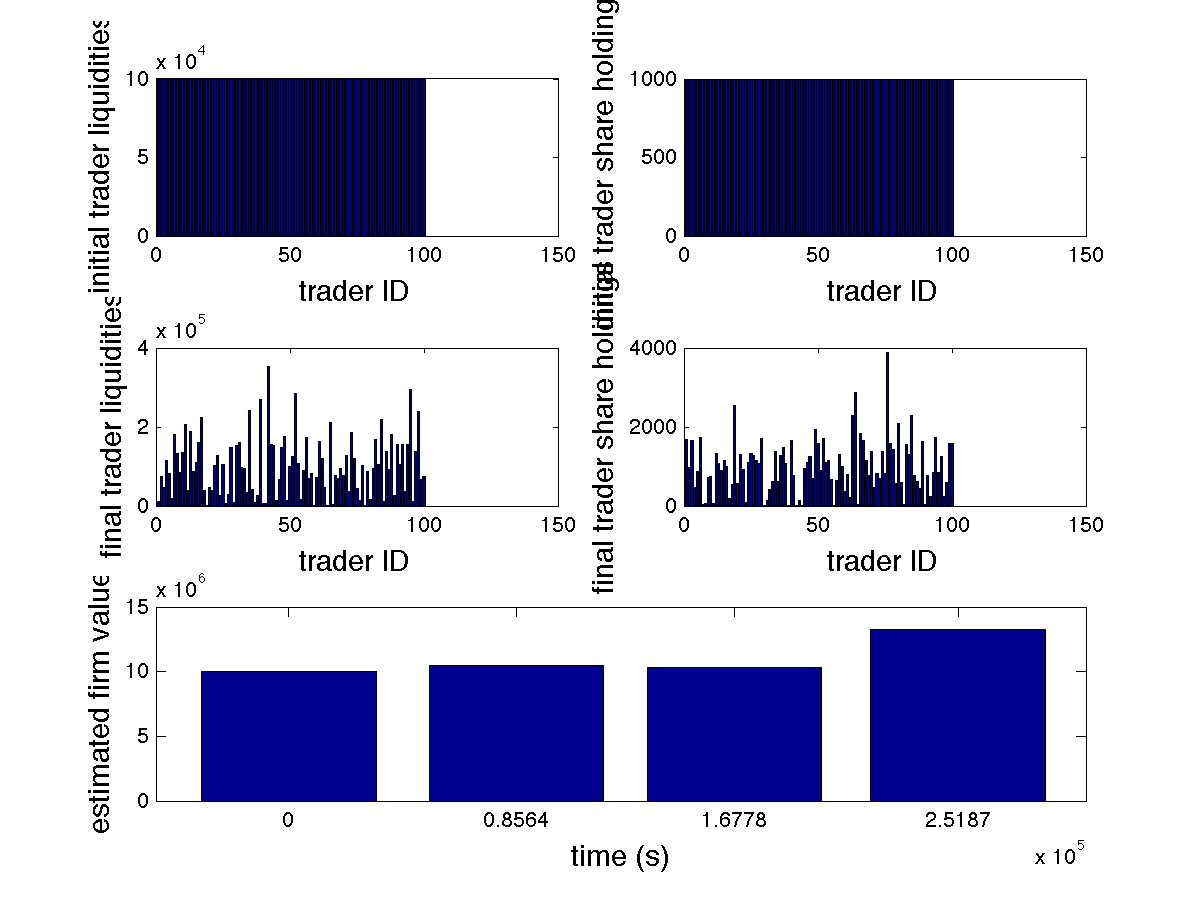 x 10^4
10
5
0
0 50 100 150
trader ID
initial trader liquidities
1000
500
0
0 50 100 150
trader ID
trader share holdings
x 10^5
4
2
0
0 50 100 150
trader ID
final trader liquidities
4000
2000
0
0 50 100 150
trader ID
final trader share holdings
x 10^6
15
10
5
0
0 0.8564 1.6778 2.5187
x 10^5
time (s)
estimated firm value